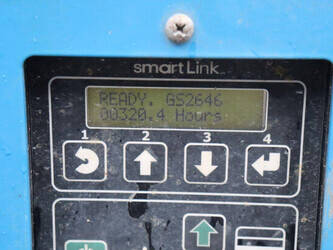 smartLink
READY. GS2646
00320.4 Hours
1 2 3 4